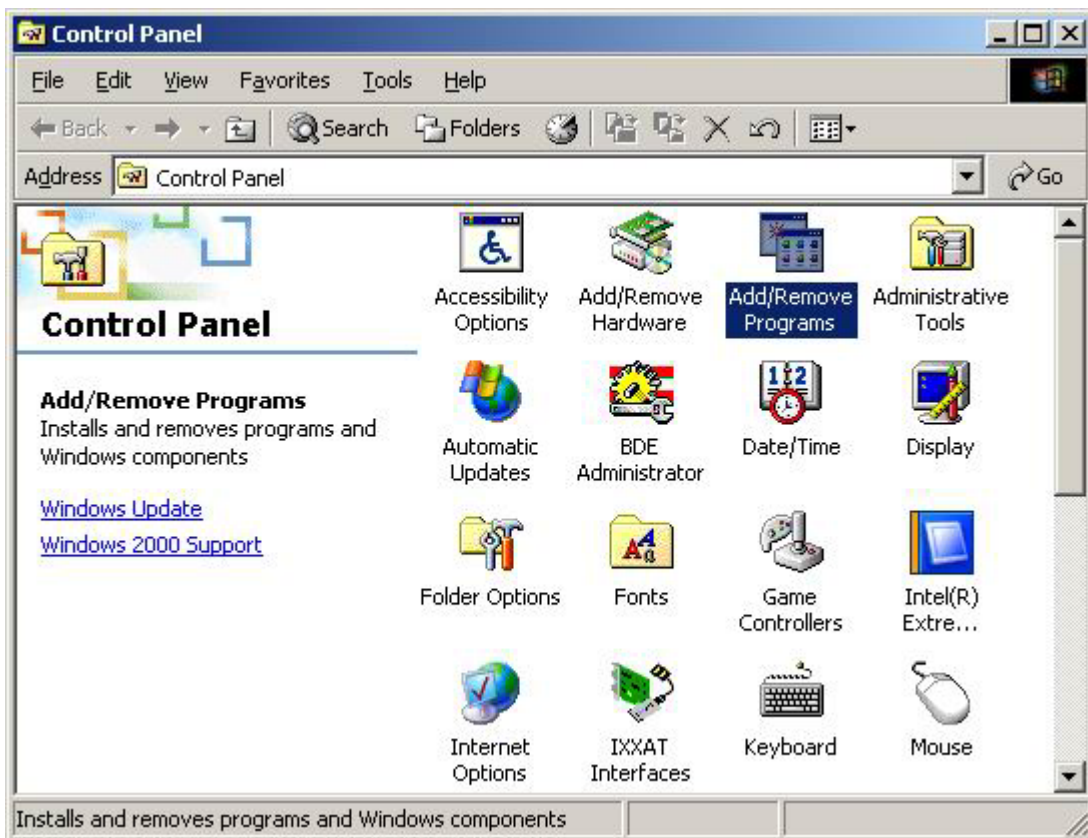 Control Panel
File Edit View Favorites Tools Help
Back Search Folders
Address Control Panel Go
Control Panel
Add/Remove Programs
Installs and removes programs and
Windows components
Windows Update
Windows 2000 Support
Accessibility
Options
Add/Remove
Hardware
Add/Remove
Programs
Administrative
Tools
Automatic
Updates
BDE
Administrator
Date/Time
Display
Folder Options
Fonts
Game
Controllers
Intel(R)
Extre...
Internet
Options
IXXAT
Interfaces
Keyboard
Mouse
Installs and removes programs and Windows components